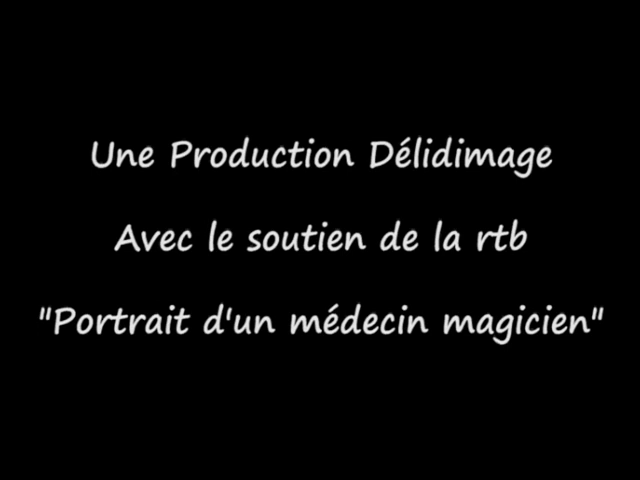 Une Production Délidimage
Avec le soutien de la rtb
"Portrait d'un médecin magicien"